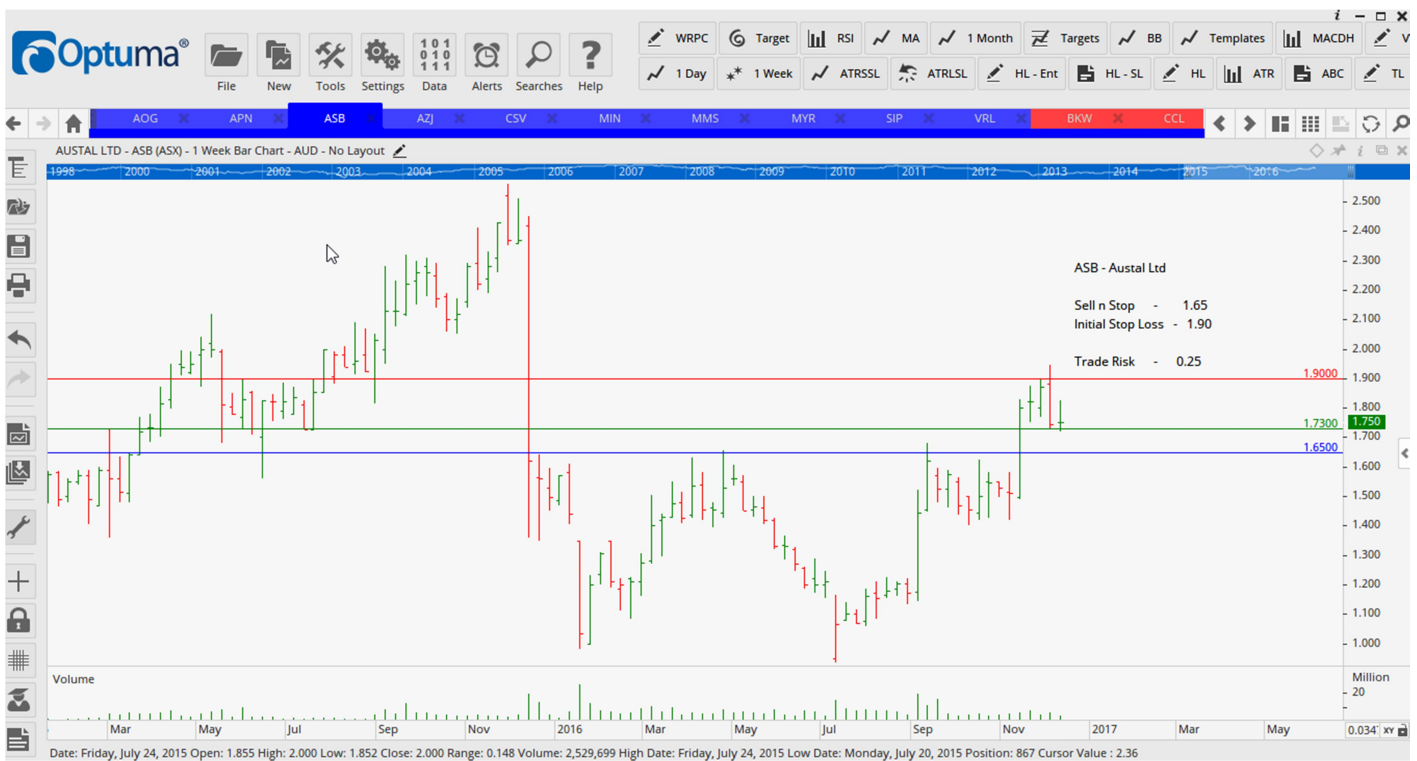 i
Optuma®
File
New
Tools
Settings
101
010
111
Data
Alerts
Searches
Help
WRPC
Target
RSI
MA
1 Month
Targets
BB
Templates
MACDH
V
1 Day
1 Week
ATRSSL
ATRLSL
HL - Ent
HL - SL
HL
ATR
ABC
TL
AOG
APN
ASB
AZJ
CSV
MIN
MMS
MYR
SIP
VRL
BKW
CCL
AUSTAL LTD - ASB (ASX) - 1 Week Bar Chart - AUD - No Layout
1998 2000 2001 2002 2003 2004 2005 2006 2007 2008 2009 2010 2011 2012 2013 2014 2015 2016
2.500
2.400
2.300
2.200
2.100
2.000
1.900
1.800
1.750
1.700
1.600
1.500
1.400
1.300
1.200
1.100
1.000
ASB - Austal Ltd
Sell n Stop - 1.65
Initial Stop Loss - 1.90
Trade Risk - 0.25
1.9000
1.7300
1.6500
Volume
Million
20
Mar May Jul Sep Nov 2016 Mar May Jul Sep Nov 2017 Mar May
0.034 XY
Date: Friday, July 24, 2015 Open: 1.855 High: 2.000 Low: 1.852 Close: 2.000 Range: 0.148 Volume: 2,529,699 High Date: Friday, July 24, 2015 Low Date: Monday, July 20, 2015 Position: 867 Cursor Value : 2.36